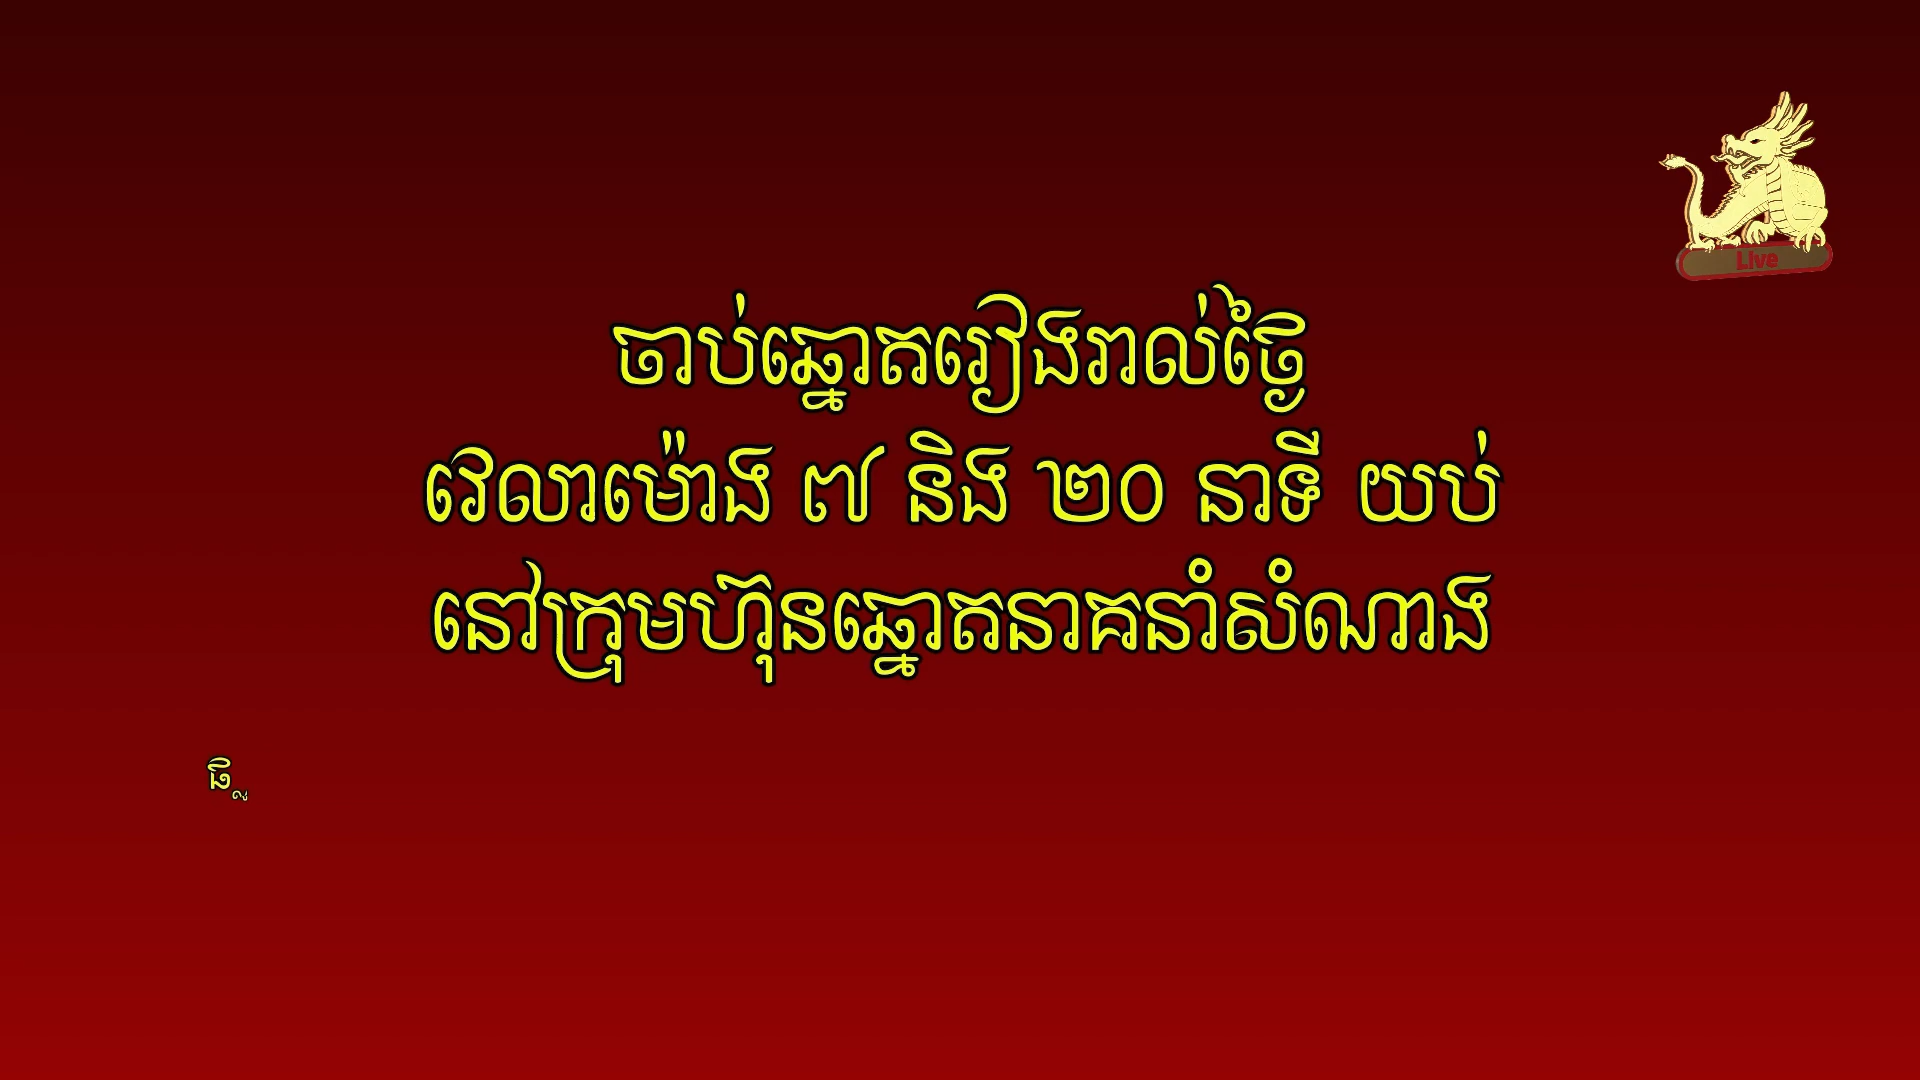 Live
ចាប់ឆ្នោតរៀងរាល់ថ្ងៃ
វេលាម៉ោង ៧ និង ២០ នាទី យប់
នៅក្រុមហ៊ុនឆ្នោតនាគនាំសំណាង